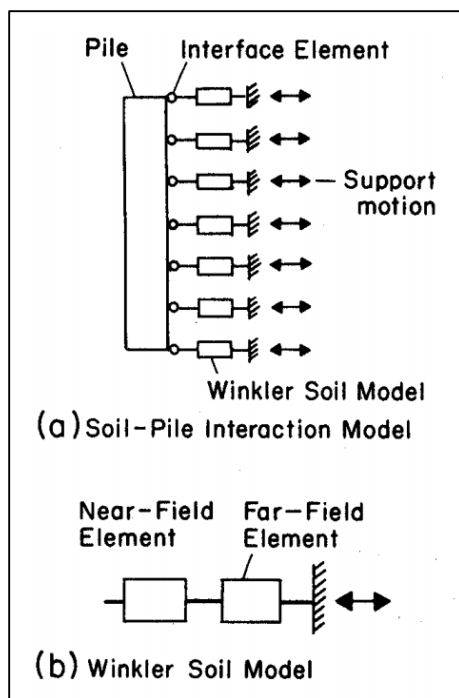 Pile Interface Element
Support
motion
Winkler Soil Model
(a) Soil-Pile Interaction Model
Near-Field Far-Field
Element Element
(b) Winkler Soil Model